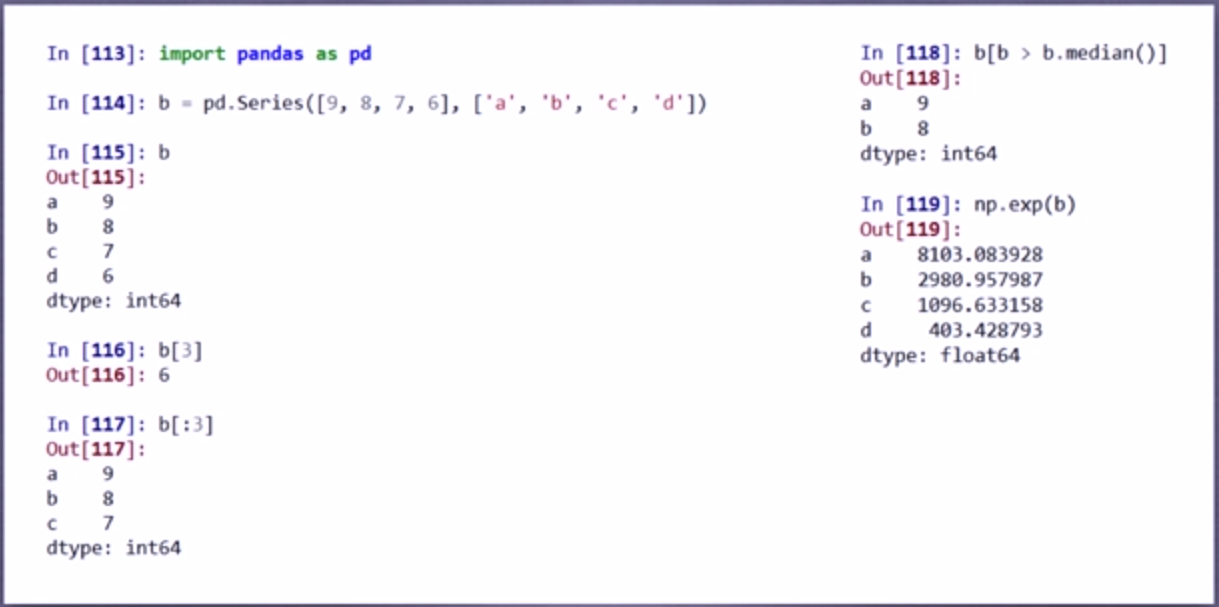 In [113]: import pandas as pd
In [114]: b = pd.Series([9, 8, 7, 6], ['a', 'b', 'c', 'd'])
In [115]: b
Out[115]:
a    9
b    8
c    7
d    6
dtype: int64
In [116]: b[3]
Out[116]: 6
In [117]: b[:3]
Out[117]:
a    9
b    8
c    7
dtype: int64
In [118]: b[b > b.median()]
Out[118]:
a    9
b    8
dtype: int64
In [119]: np.exp(b)
Out[119]:
a    8103.083928
b    2980.957987
c    1096.633158
d     403.428793
dtype: float64